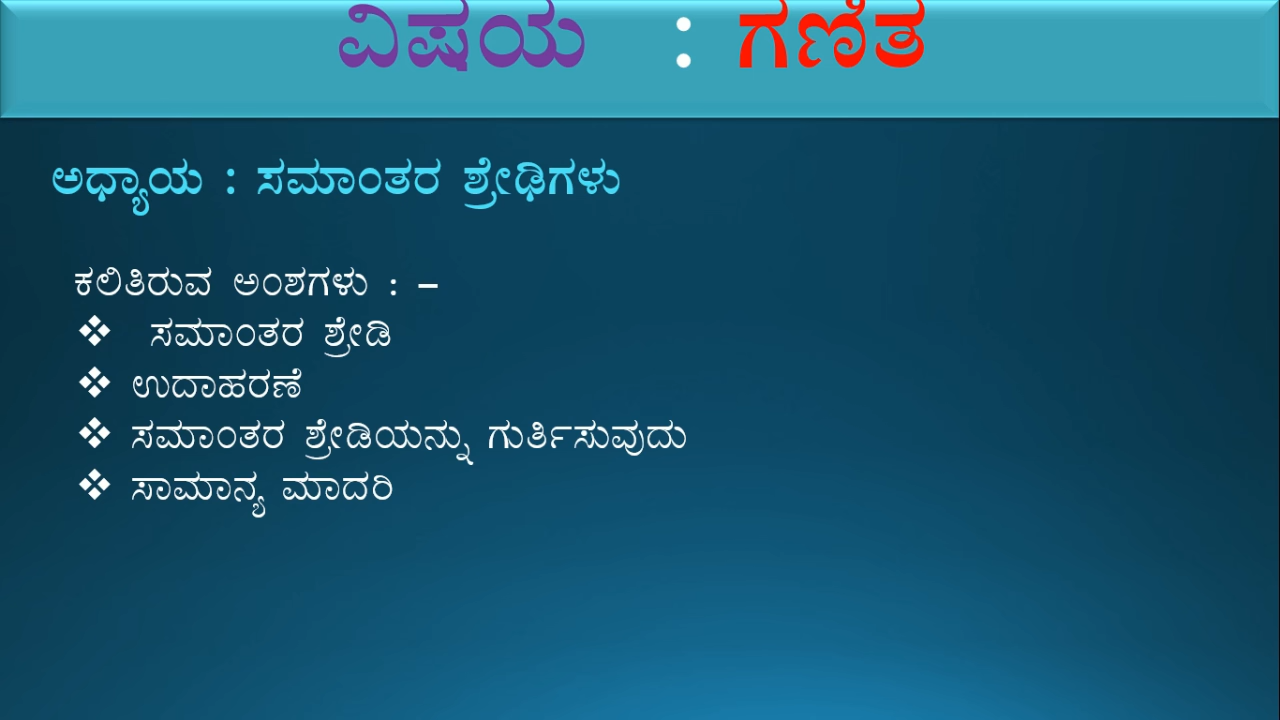 ವಿಷಯ : ಗಣಿತ
ಅಧ್ಯಾಯ : ಸಮಾಂತರ ಶ್ರೇಢಿಗಳು
ಕಲಿತಿರುವ ಅಂಶಗಳು : –
❖ ಸಮಾಂತರ ಶ್ರೇಡಿ
❖ ಉದಾಹರಣೆ
❖ ಸಮಾಂತರ ಶ್ರೇಡಿಯನ್ನು ಗುರ್ತಿಸುವುದು
❖ ಸಾಮಾನ್ಯ ಮಾದರಿ